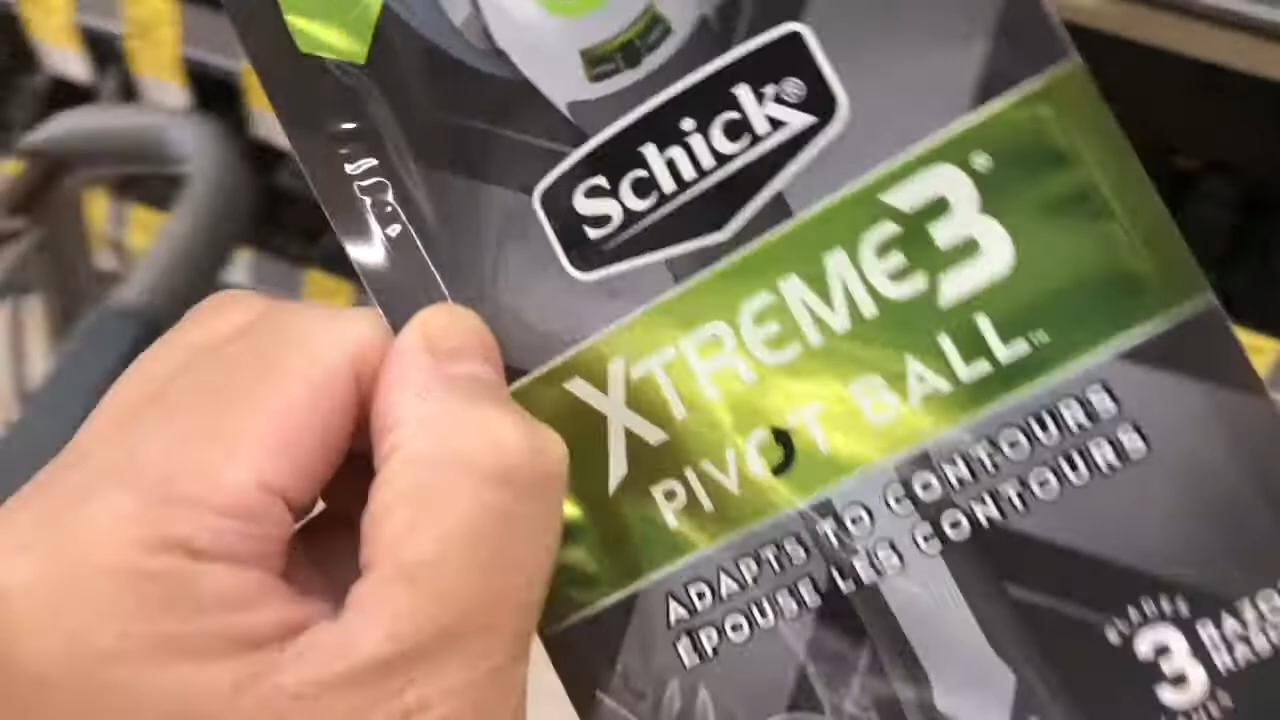 Schick®
XTREME3®
PIVOT BALL™
ADAPTS TO CONTOURS
ÉPOUSE LES CONTOURS
3